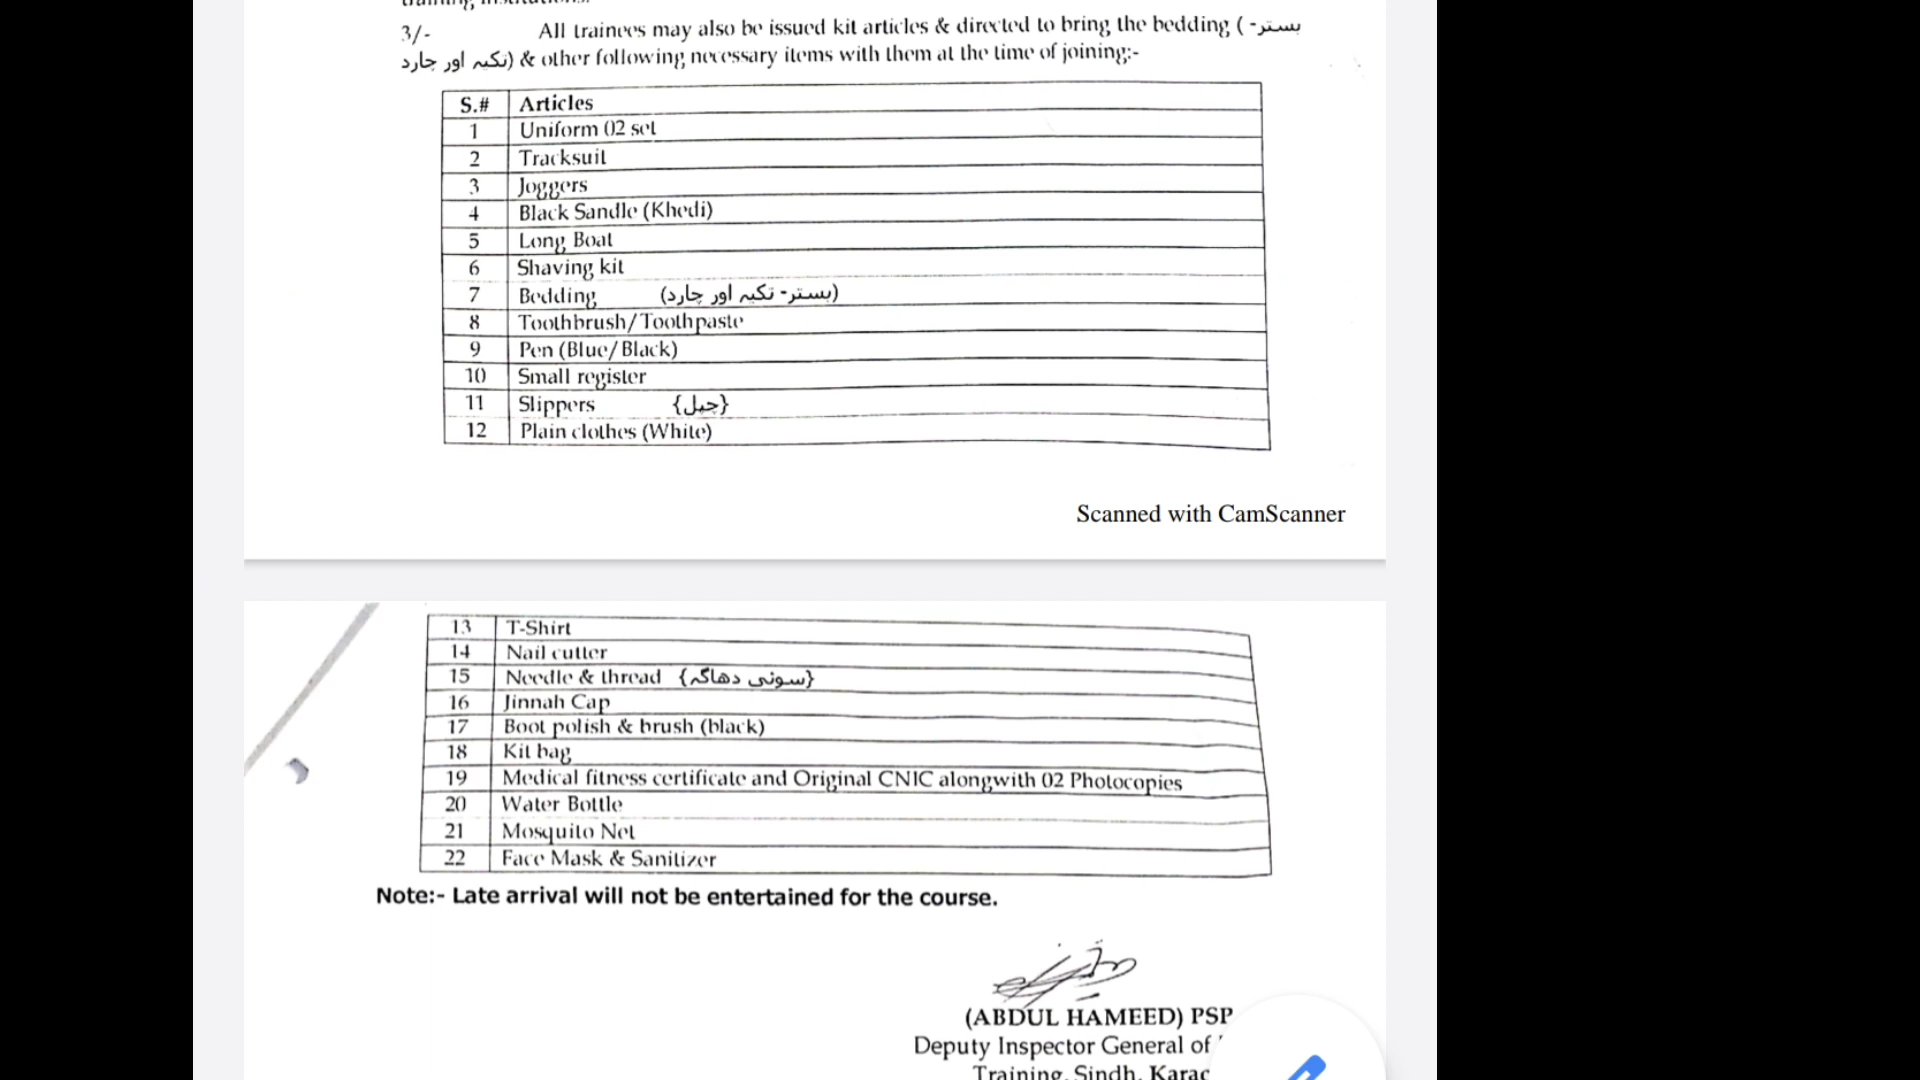 3/- All trainees may also be issued kit articles & directed to bring the bedding (بستر-
تکیہ اور چارد) & other following necessary items with them at the time of joining:-
S.# Articles
1 Uniform 02 set
2 Tracksuit
3 Joggers
4 Black Sandle (Khedi)
5 Long Boat
6 Shaving kit
7 Bedding (بستر- تکیہ اور چارد)
8 Toothbrush/Toothpaste
9 Pen (Blue/Black)
10 Small register
11 Slippers {چپل}
12 Plain clothes (White)
Scanned with CamScanner
13 T-Shirt
14 Nail cutter
15 Needle & thread {سوئی دھاگہ}
16 Jinnah Cap
17 Boot polish & brush (black)
18 Kit bag
19 Medical fitness certificate and Original CNIC alongwith 02 Photocopies
20 Water Bottle
21 Mosquito Net
22 Face Mask & Sanitizer
Note:- Late arrival will not be entertained for the course.
(ABDUL HAMEED) PSP
Deputy Inspector General of
Training, Sindh, Karac